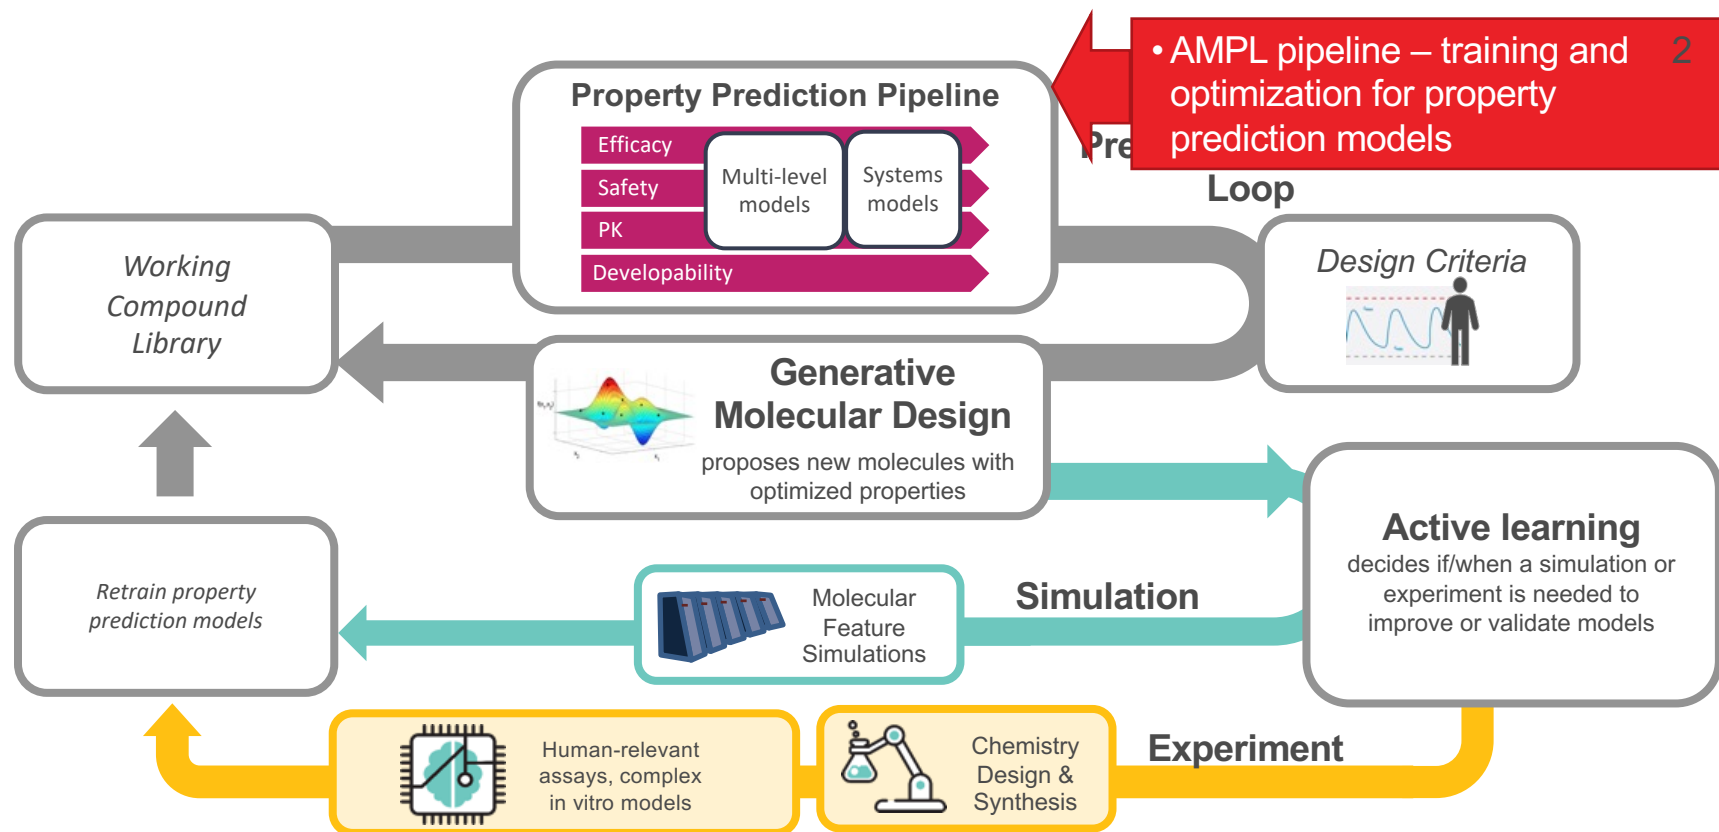 • AMPL pipeline – training and
optimization for property
prediction models
2
Property Prediction Pipeline
Efficacy
Safety
PK
Developability
Multi-level
models
Systems
models
Pre
Loop
Working
Compound
Library
Design Criteria
Generative
Molecular Design
proposes new molecules with
optimized properties
Active learning
decides if/when a simulation or
experiment is needed to
improve or validate models
Retrain property
prediction models
Molecular
Feature
Simulations
Simulation
Human-relevant
assays, complex
in vitro models
Chemistry
Design &
Synthesis
Experiment